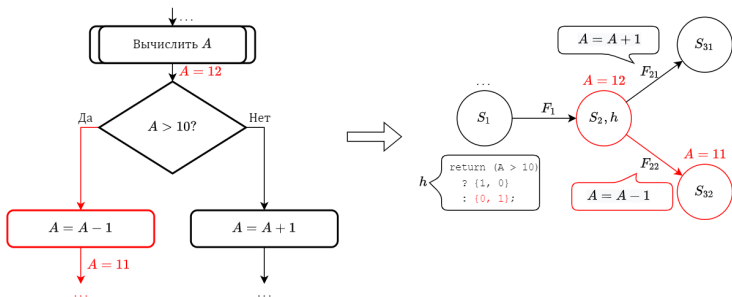 ...
Вычислить A
A = 12
Да
A > 10?
Нет
A = A − 1
A = A + 1
A = 11
...
...
A = A + 1
S₃₁
F₂₁
A = 12
...
S₁
F₁
S₂, h
F₂₂
A = 11
h
return (A > 10)
? {1, 0}
: {0, 1};
A = A − 1
S₃₂